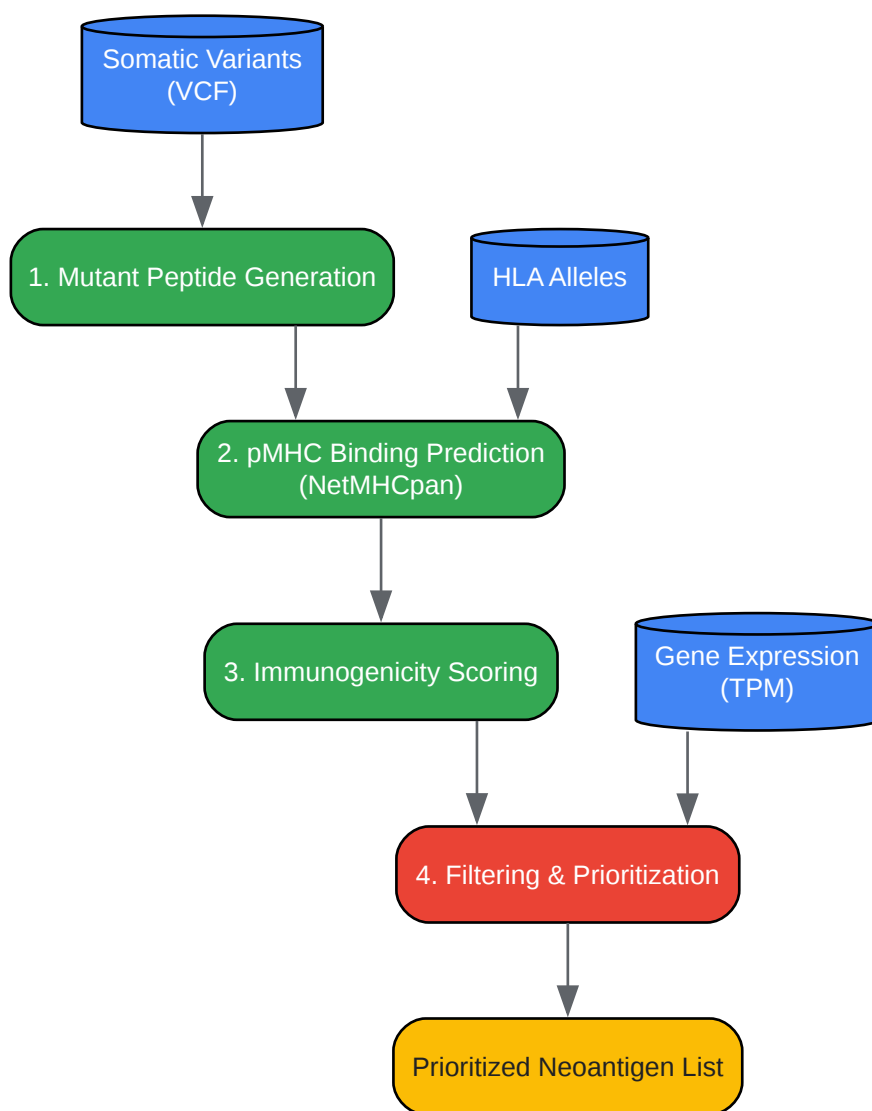 Somatic Variants
(VCF)
1. Mutant Peptide Generation
HLA Alleles
2. pMHC Binding Prediction
(NetMHCpan)
3. Immunogenicity Scoring
Gene Expression
(TPM)
4. Filtering & Prioritization
Prioritized Neoantigen List